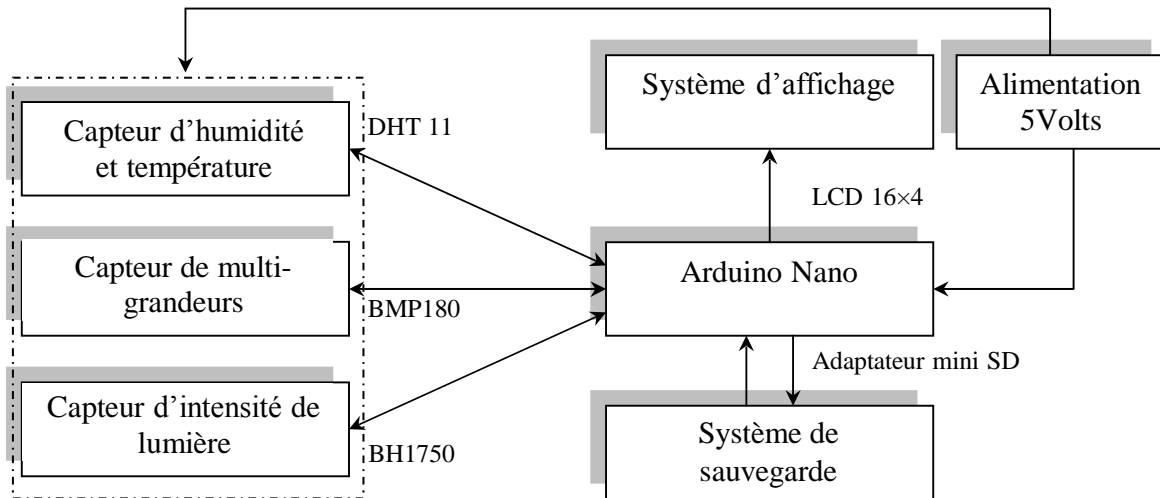 Système d'affichage
Alimentation
5Volts
Capteur d'humidité
et température
DHT 11
LCD 16×4
Capteur de multi-
grandeurs
BMP180
Arduino Nano
Adaptateur mini SD
Capteur d'intensité de
lumière
BH1750
Système de
sauvegarde